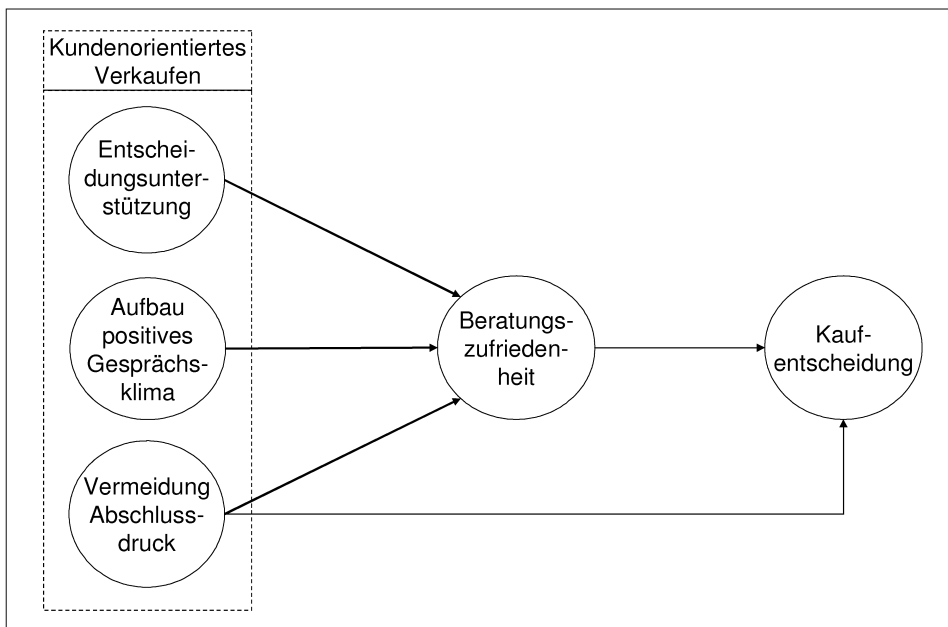 Kundenorientiertes
Verkaufen
Entschei-
dungsunter-
stützung
Aufbau
positives
Gesprächs-
klima
Vermeidung
Abschluss-
druck
Beratungs-
zufrieden-
heit
Kauf-
entscheidung